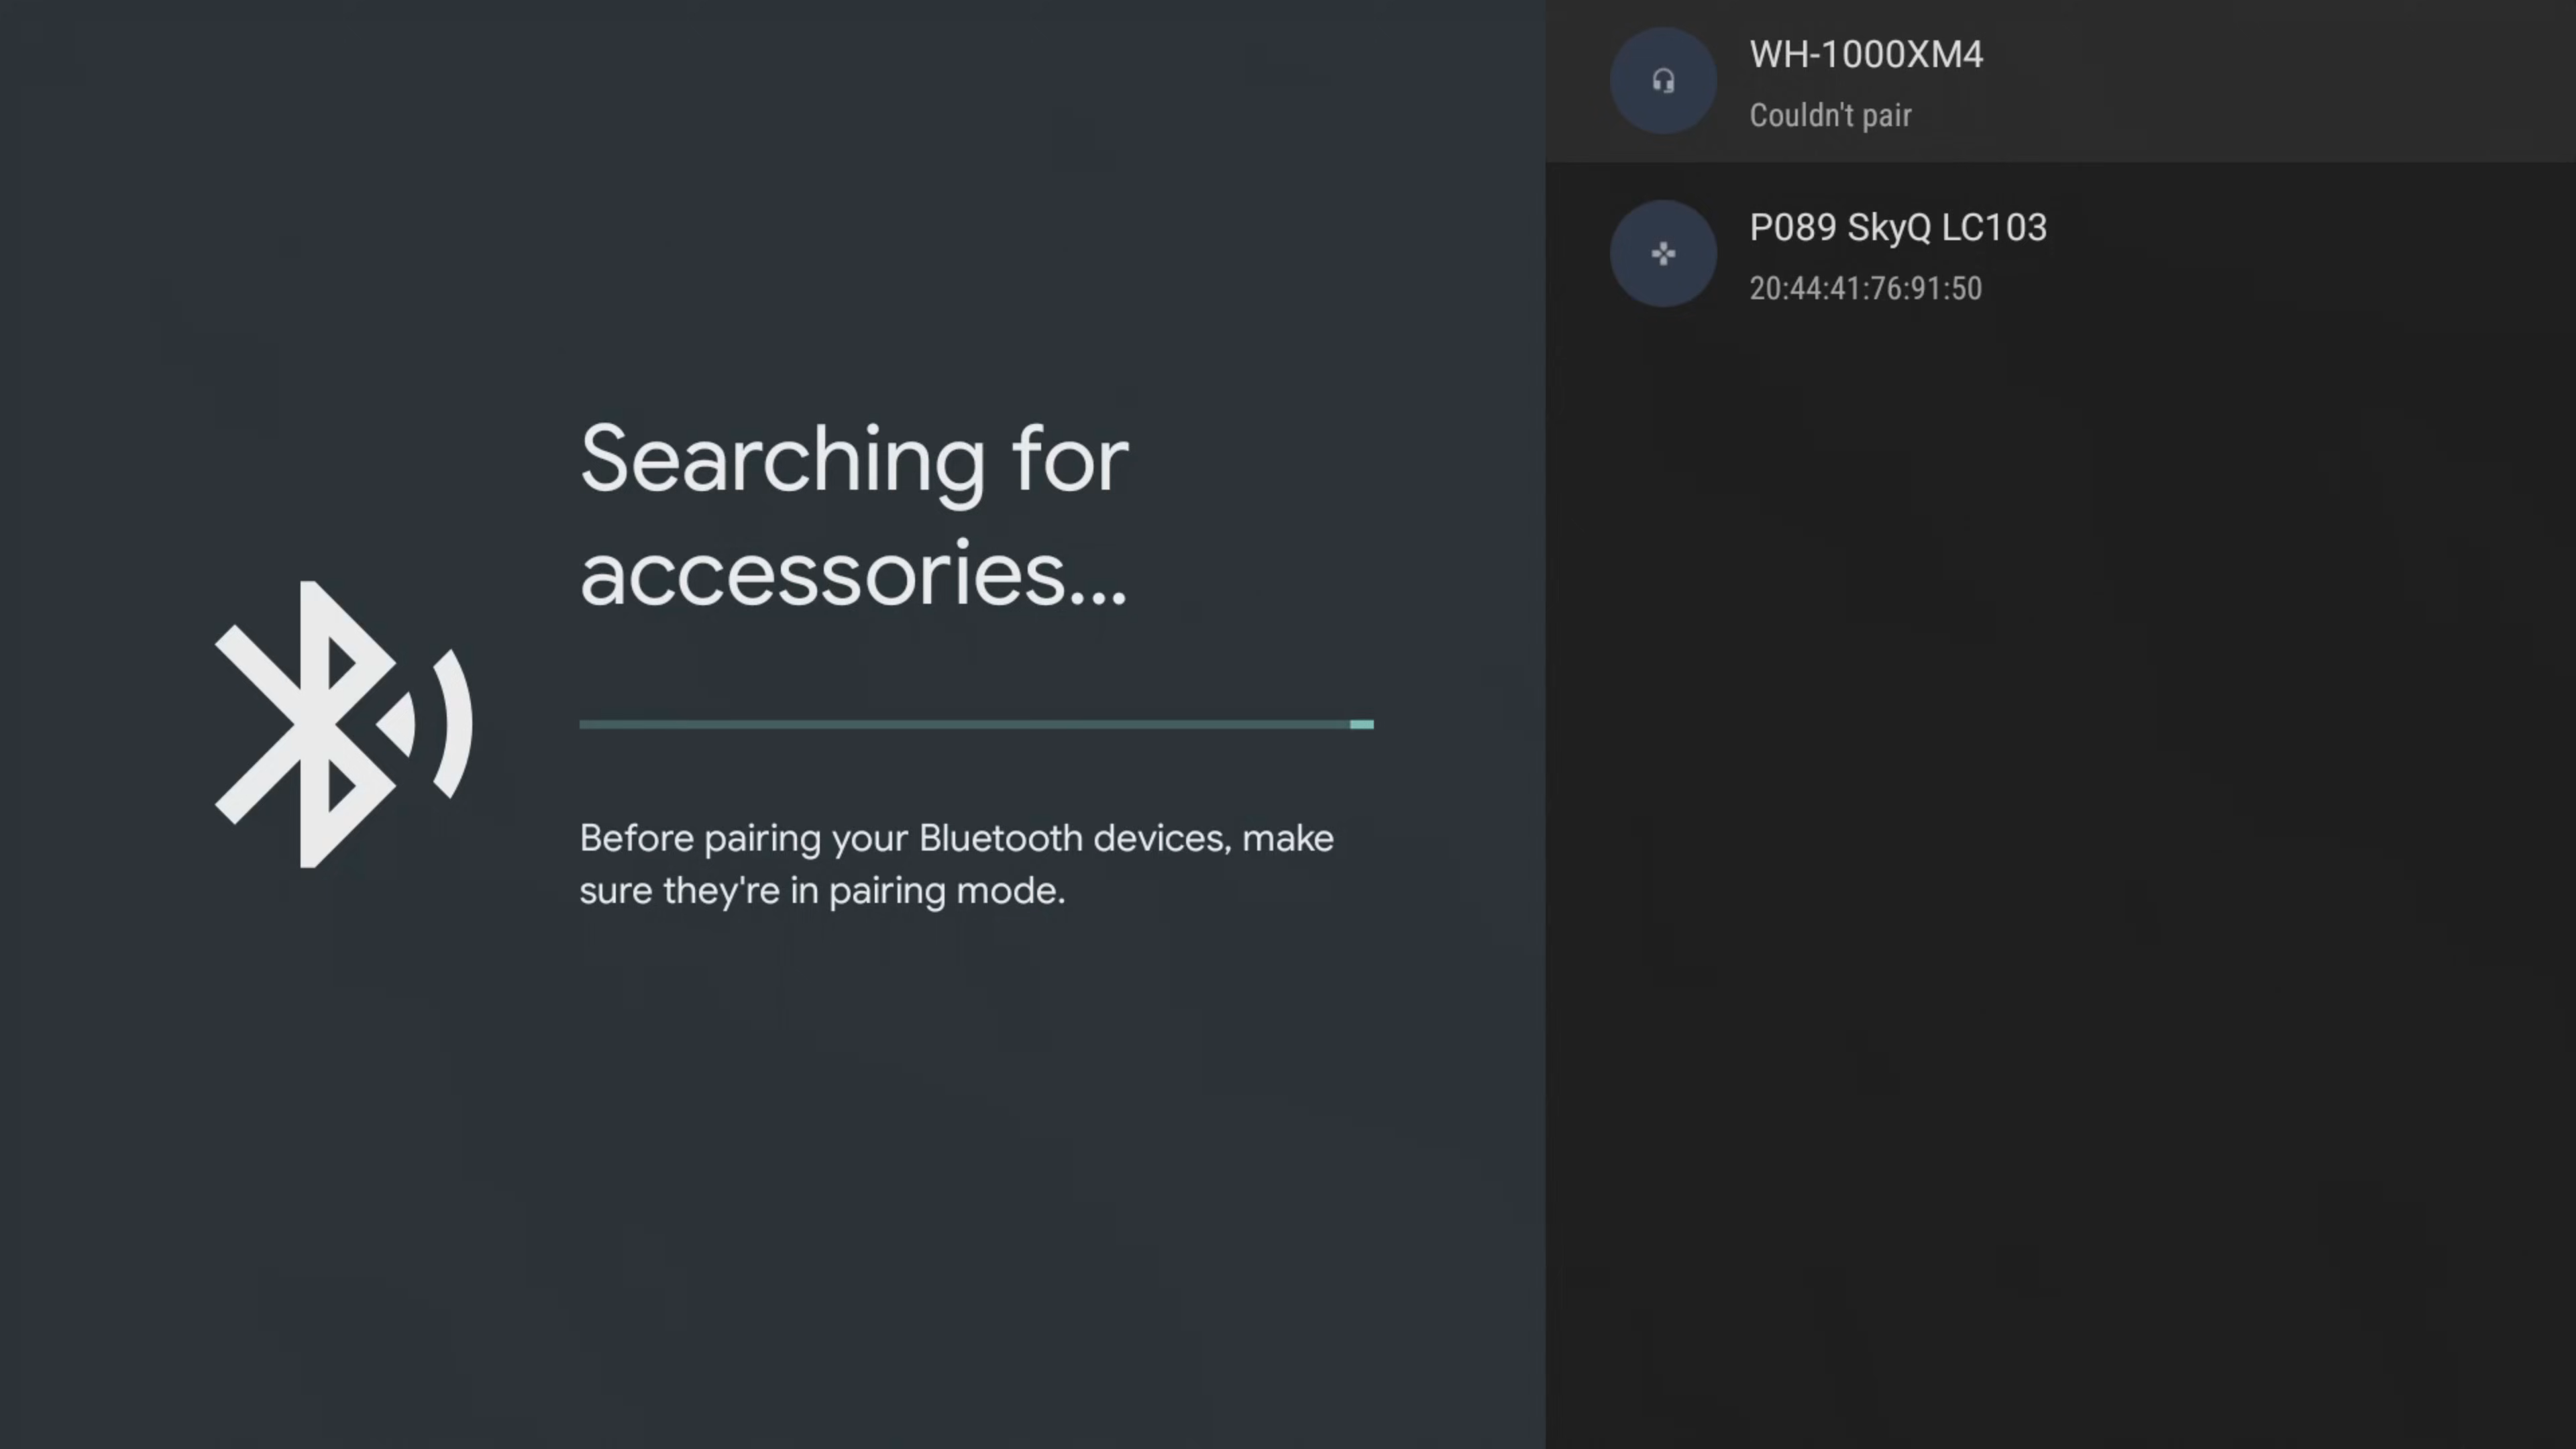 Searching for
accessories...
Before pairing your Bluetooth devices, make
sure they're in pairing mode.
WH-1000XM4
Couldn't pair
P089 SkyQ LC103
20:44:41:76:91:50